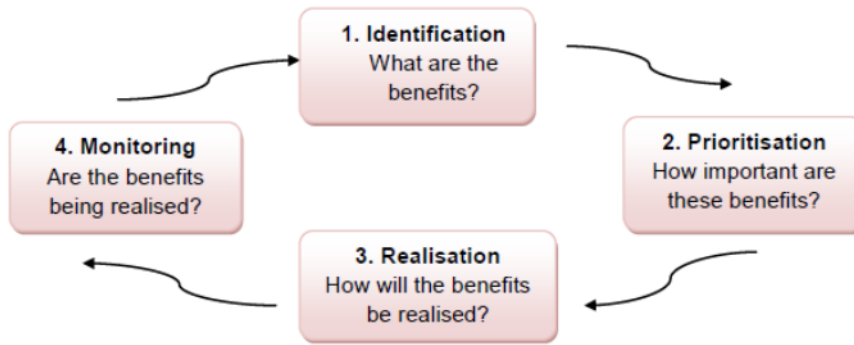 1. Identification
What are the
benefits?
2. Prioritisation
How important are
these benefits?
3. Realisation
How will the benefits
be realised?
4. Monitoring
Are the benefits
being realised?